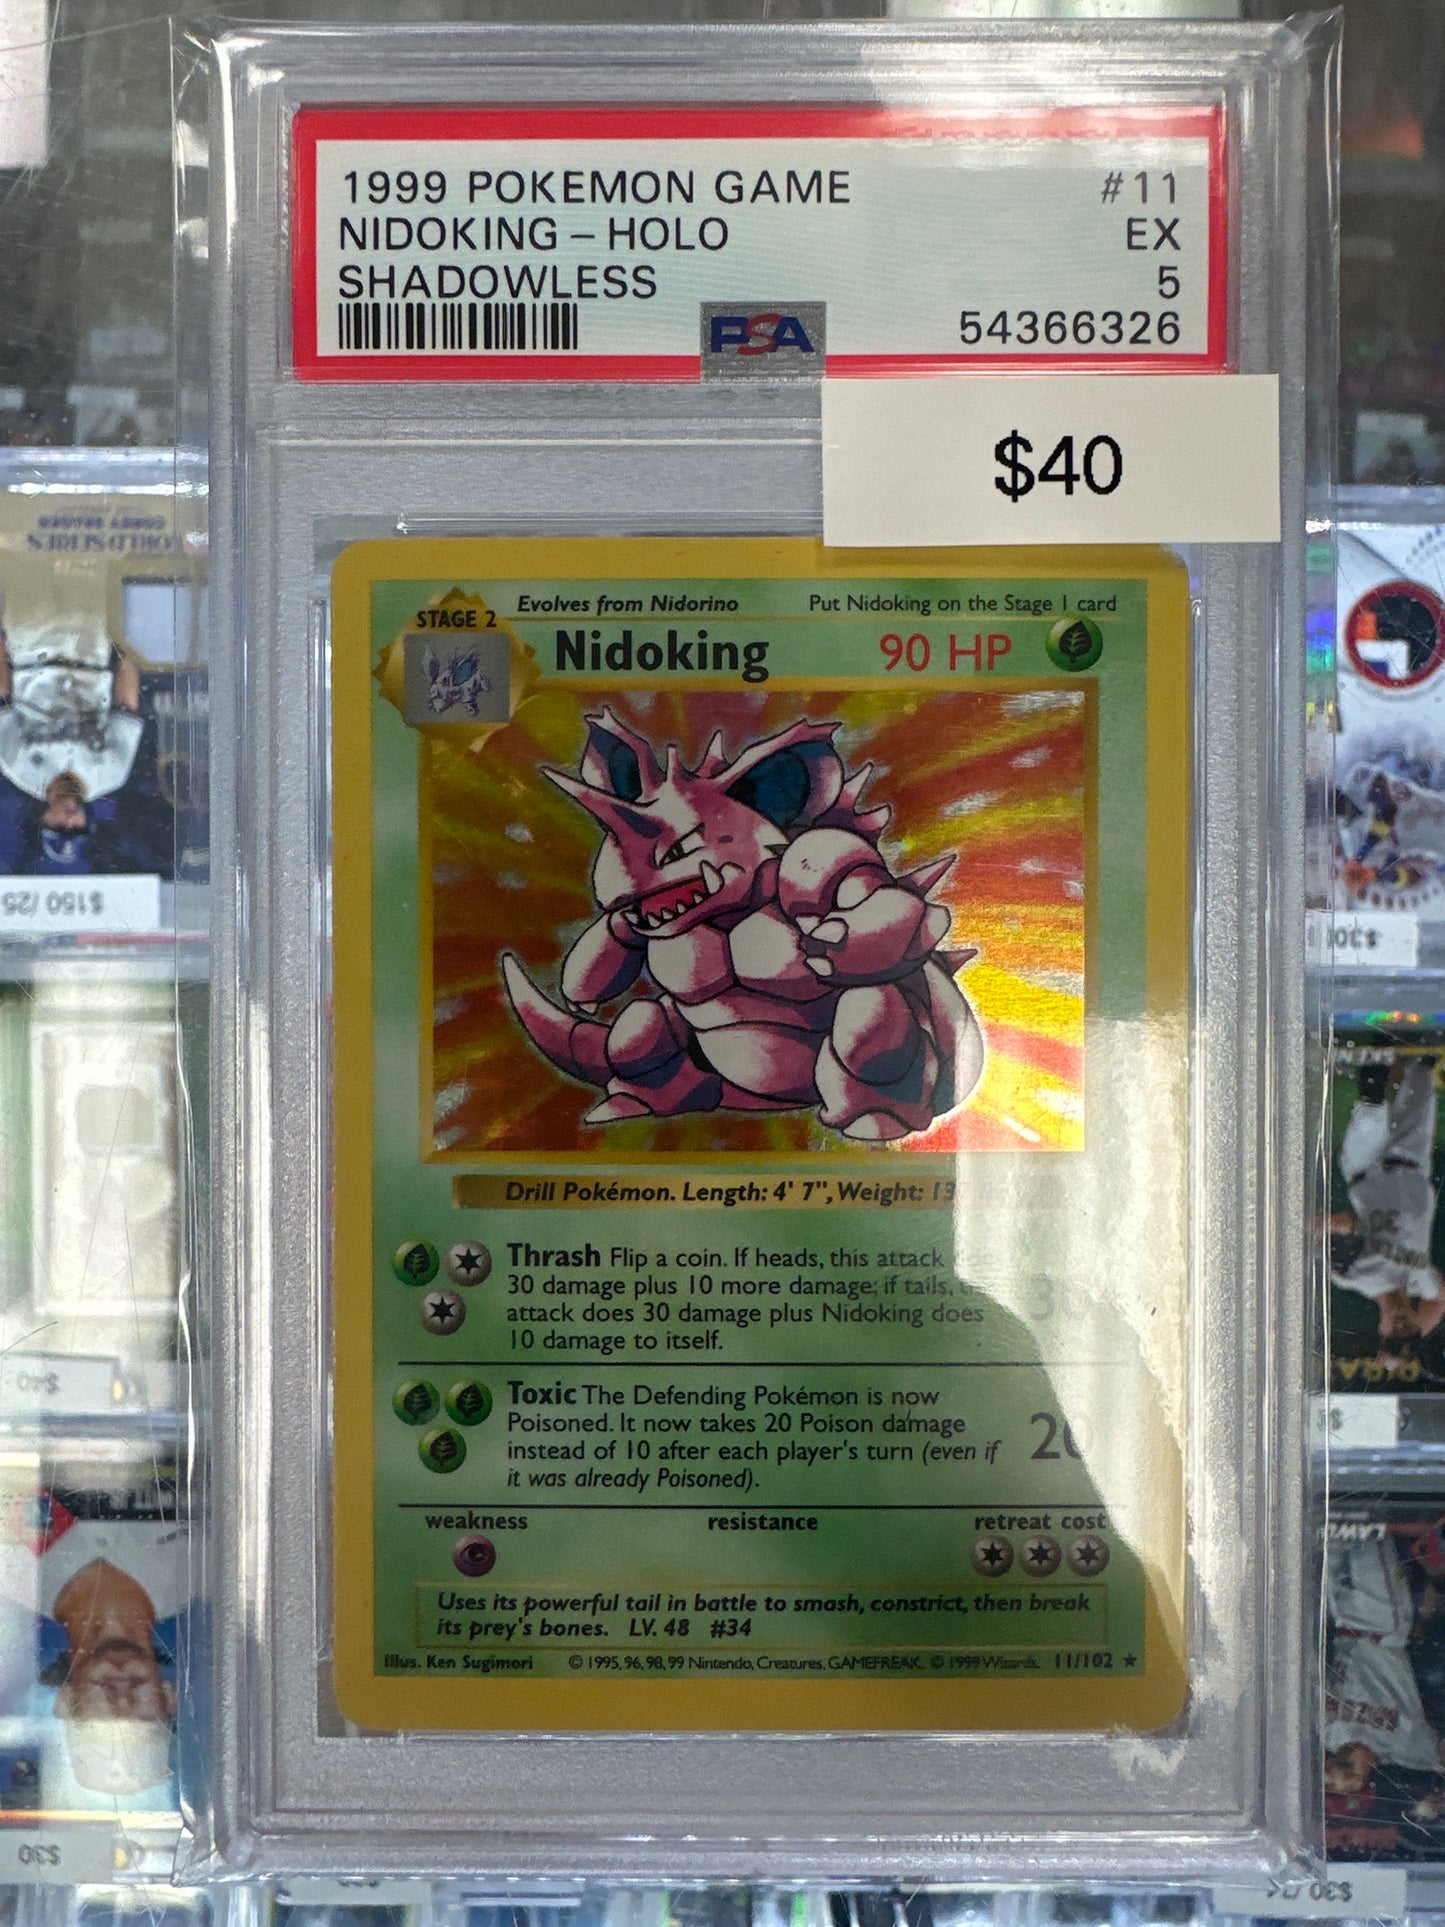 1999 POKEMON GAME #11
NIDOKING – HOLO EX
SHADOWLESS 5
PSA 54366326
$40
STAGE 2 Evolves from Nidorino Put Nidoking on the Stage 1 card
Nidoking 90 HP
Drill Pokémon. Length: 4' 7", Weight: 13
Thrash Flip a coin. If heads, this attack
30 damage plus 10 more damage; if tails,
attack does 30 damage plus Nidoking does
10 damage to itself.
Toxic The Defending Pokémon is now
Poisoned. It now takes 20 Poison damage
instead of 10 after each player's turn (even if
it was already Poisoned).
20
weakness resistance retreat cost
Uses its powerful tail in battle to smash, constrict, then break
its prey's bones. LV. 48 #34
Illus. Ken Sugimori © 1995, 96, 98, 99 Nintendo, Creatures, GAMEFREAK. © 1999 Wizards. 11/102 ★
$150/25
$40
$30